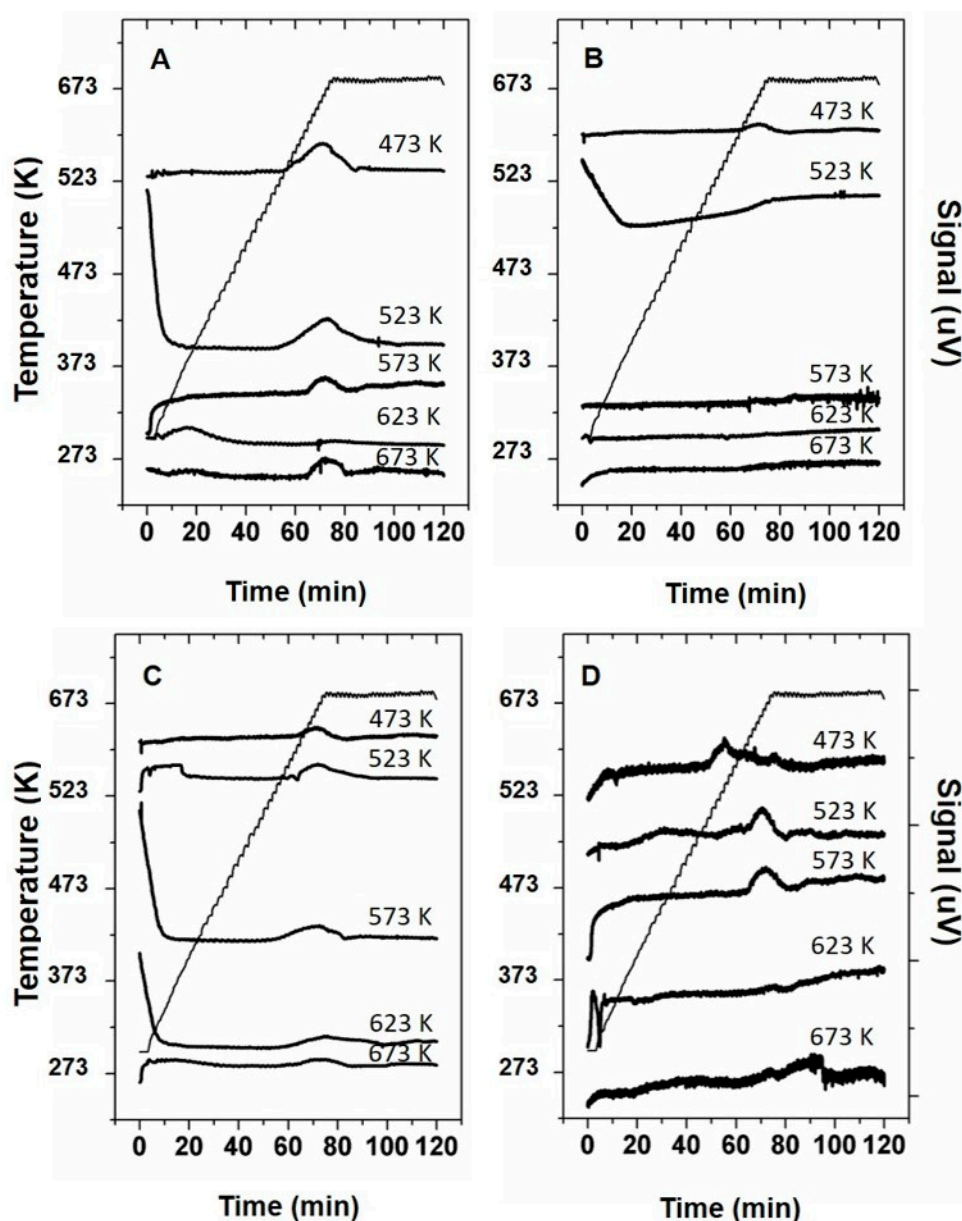 A
B
Temperature (K)
673
523
473
373
273
473 K
523 K
573 K
623 K
673 K
0 20 40 60 80 100 120
Time (min)
673
523
473
373
273
473 K
523 K
573 K
623 K
673 K
0 20 40 60 80 100 120
Time (min)
Signal (uV)
C
D
Temperature (K)
673
523
473
373
273
473 K
523 K
573 K
623 K
673 K
0 20 40 60 80 100 120
Time (min)
673
523
473
373
273
473 K
523 K
573 K
623 K
673 K
0 20 40 60 80 100 120
Time (min)
Signal (uV)